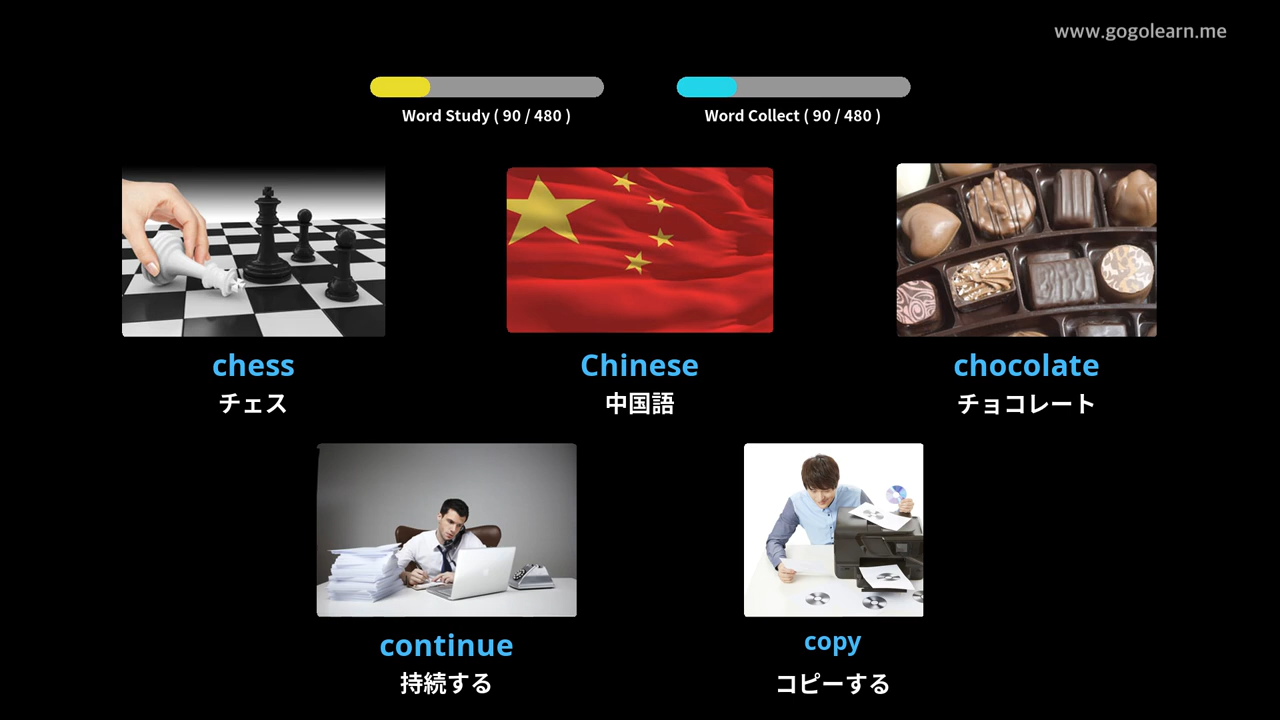 www.gogolearn.me
Word Study ( 90 / 480 )
Word Collect ( 90 / 480 )
chess
チェス
Chinese
中国語
chocolate
チョコレート
continue
持続する
copy
コピーする